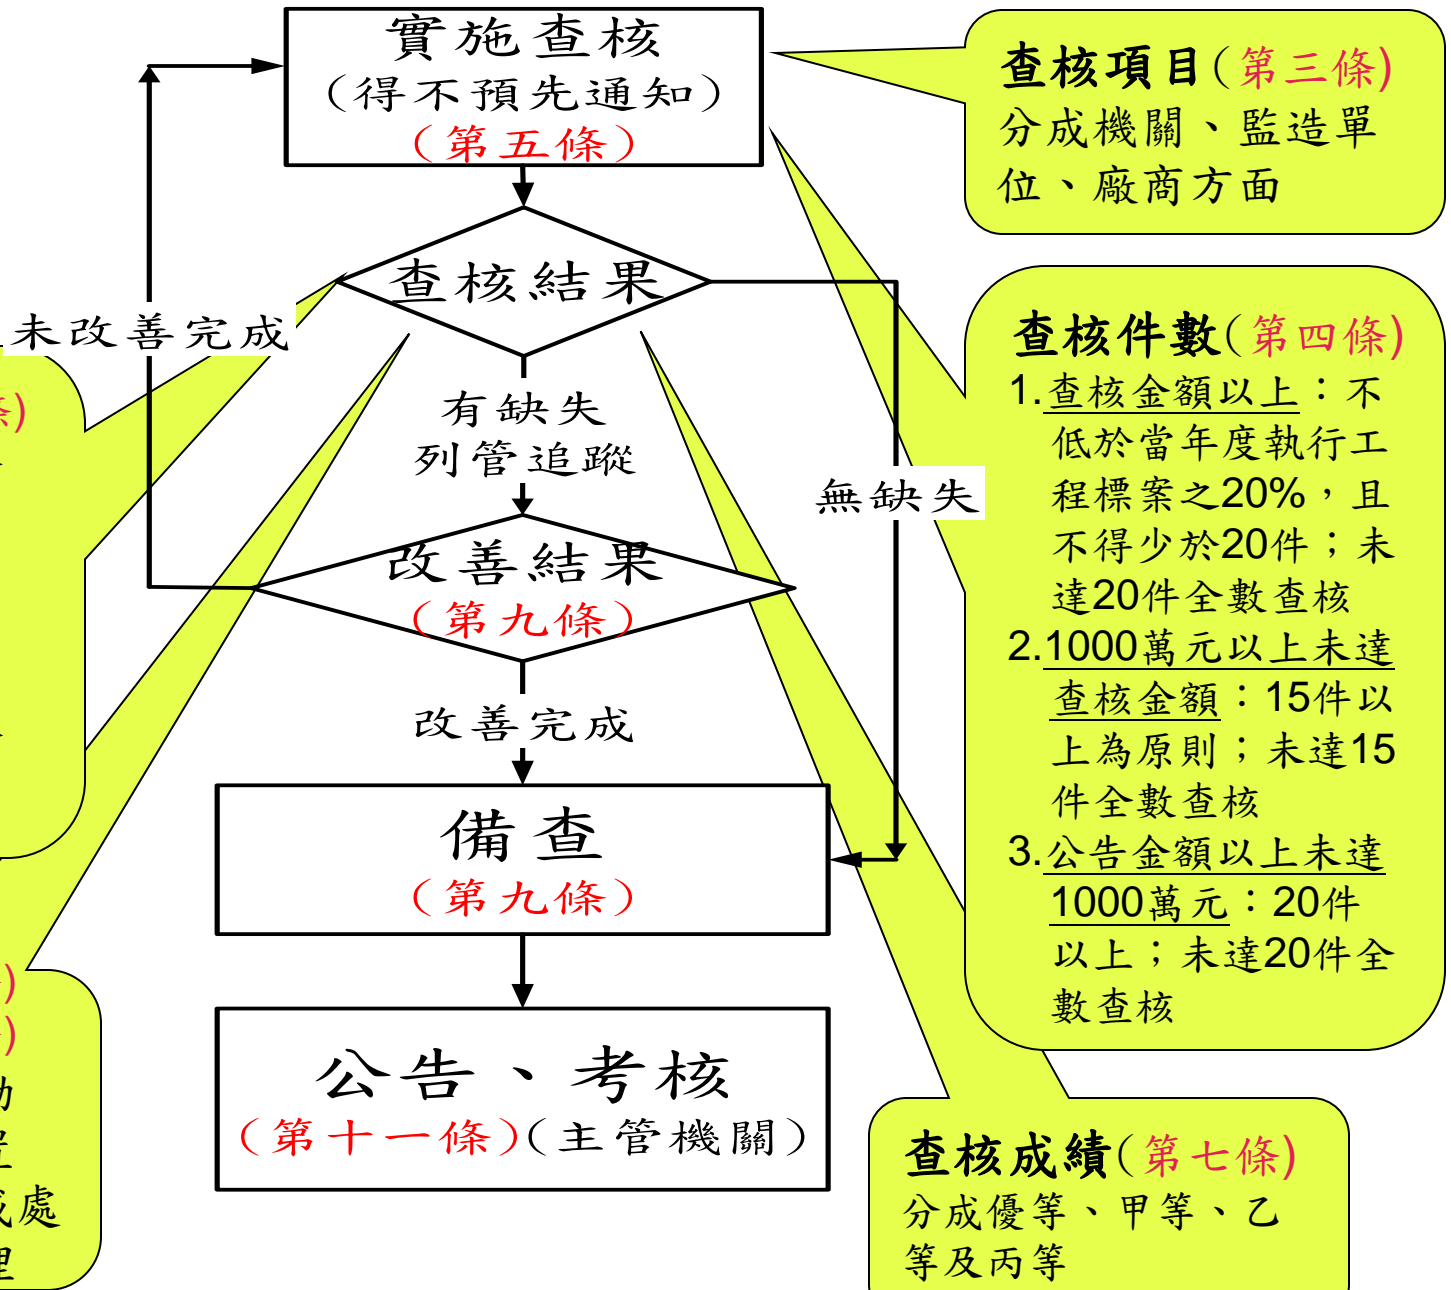 實施查核
（得不預先通知）
（第五條）
查核結果
未改善完成
有缺失
列管追蹤
無缺失
改善結果
（第九條）
改善完成
備查
（第九條）
公告、考核
（第十一條）(主管機關)
查核項目(第三條)
分成機關、監造單
位、廠商方面
查核件數(第四條)
1.查核金額以上：不
低於當年度執行工
程標案之20%，且
不得少於20件；未
達20件全數查核
2.1000萬元以上未達
查核金額：15件以
上為原則；未達15
件全數查核
3.公告金額以上未達
1000萬元：20件
以上；未達20件全
數查核
查核成績(第七條)
分成優等、甲等、乙
等及丙等
條)
處
理